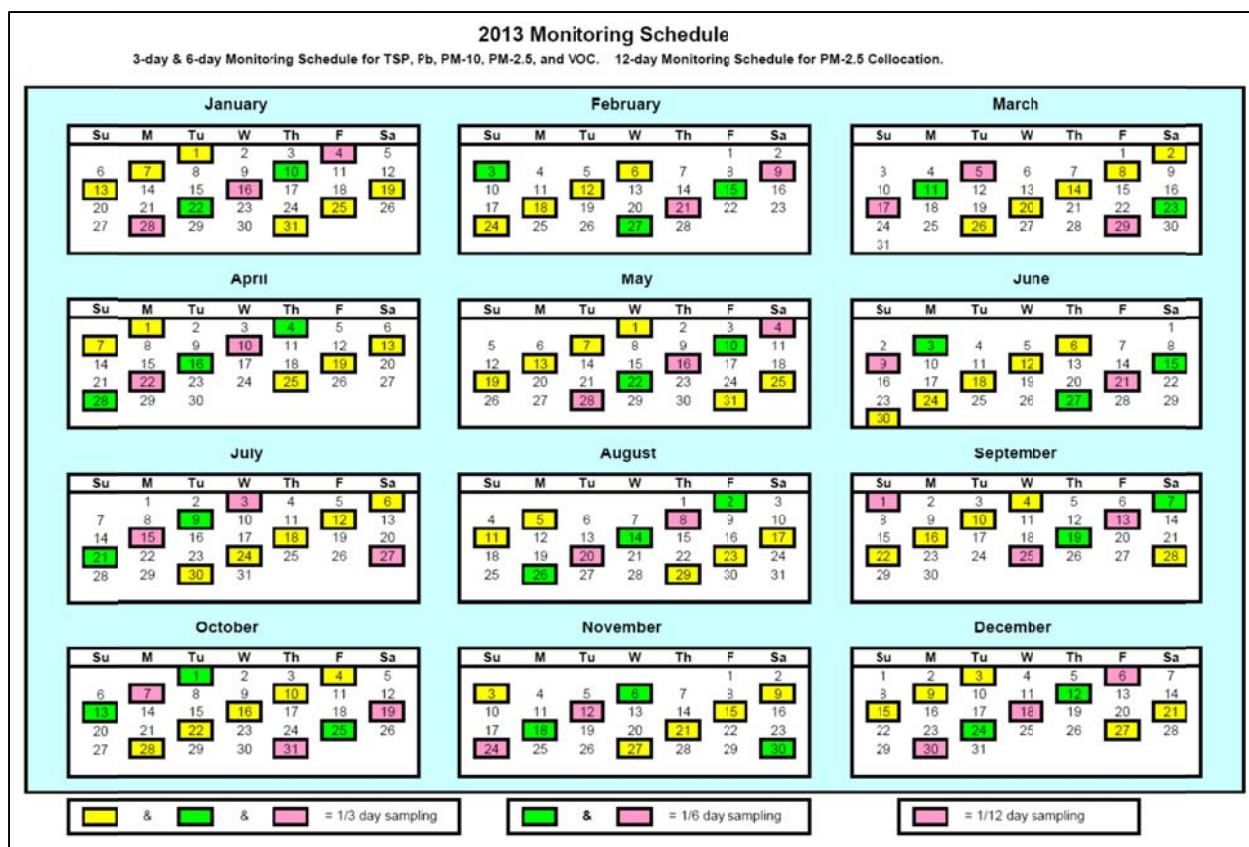 2013 Monitoring Schedule
3-day & 6-day Monitoring Schedule for TSP, Pb, PM-10, PM-2.5, and VOC. 12-day Monitoring Schedule for PM-2.5 Collocation.
January
Su M Tu W Th F Sa
1 2 3 4 5
6 7 8 9 10 11 12
13 14 15 16 17 18 19
20 21 22 23 24 25 26
27 28 29 30 31
February
Su M Tu W Th F Sa
1 2
3 4 5 6 7 8 9
10 11 12 13 14 15 16
17 18 19 20 21 22 23
24 25 26 27 28
March
Su M Tu W Th F Sa
1 2
3 4 5 6 7 8 9
10 11 12 13 14 15 16
17 18 19 20 21 22 23
24 25 26 27 28 29 30
31
April
Su M Tu W Th F Sa
1 2 3 4 5 6
7 8 9 10 11 12 13
14 15 16 17 18 19 20
21 22 23 24 25 26 27
28 29 30
May
Su M Tu W Th F Sa
1 2 3 4
5 6 7 8 9 10 11
12 13 14 15 16 17 18
19 20 21 22 23 24 25
26 27 28 29 30 31
June
Su M Tu W Th F Sa
1
2 3 4 5 6 7 8
9 10 11 12 13 14 15
16 17 18 19 20 21 22
23 24 25 26 27 28 29
30
July
Su M Tu W Th F Sa
1 2 3 4 5 6
7 8 9 10 11 12 13
14 15 16 17 18 19 20
21 22 23 24 25 26 27
28 29 30 31
August
Su M Tu W Th F Sa
1 2 3
4 5 6 7 8 9 10
11 12 13 14 15 16 17
18 19 20 21 22 23 24
25 26 27 28 29 30 31
September
Su M Tu W Th F Sa
1 2 3 4 5 6 7
8 9 10 11 12 13 14
15 16 17 18 19 20 21
22 23 24 25 26 27 28
29 30
October
Su M Tu W Th F Sa
1 2 3 4 5
6 7 8 9 10 11 12
13 14 15 16 17 18 19
20 21 22 23 24 25 26
27 28 29 30 31
November
Su M Tu W Th F Sa
1 2
3 4 5 6 7 8 9
10 11 12 13 14 15 16
17 18 19 20 21 22 23
24 25 26 27 28 29 30
December
Su M Tu W Th F Sa
1 2 3 4 5 6 7
8 9 10 11 12 13 14
15 16 17 18 19 20 21
22 23 24 25 26 27 28
29 30 31
& & = 1/3 day sampling
& = 1/6 day sampling
= 1/12 day sampling